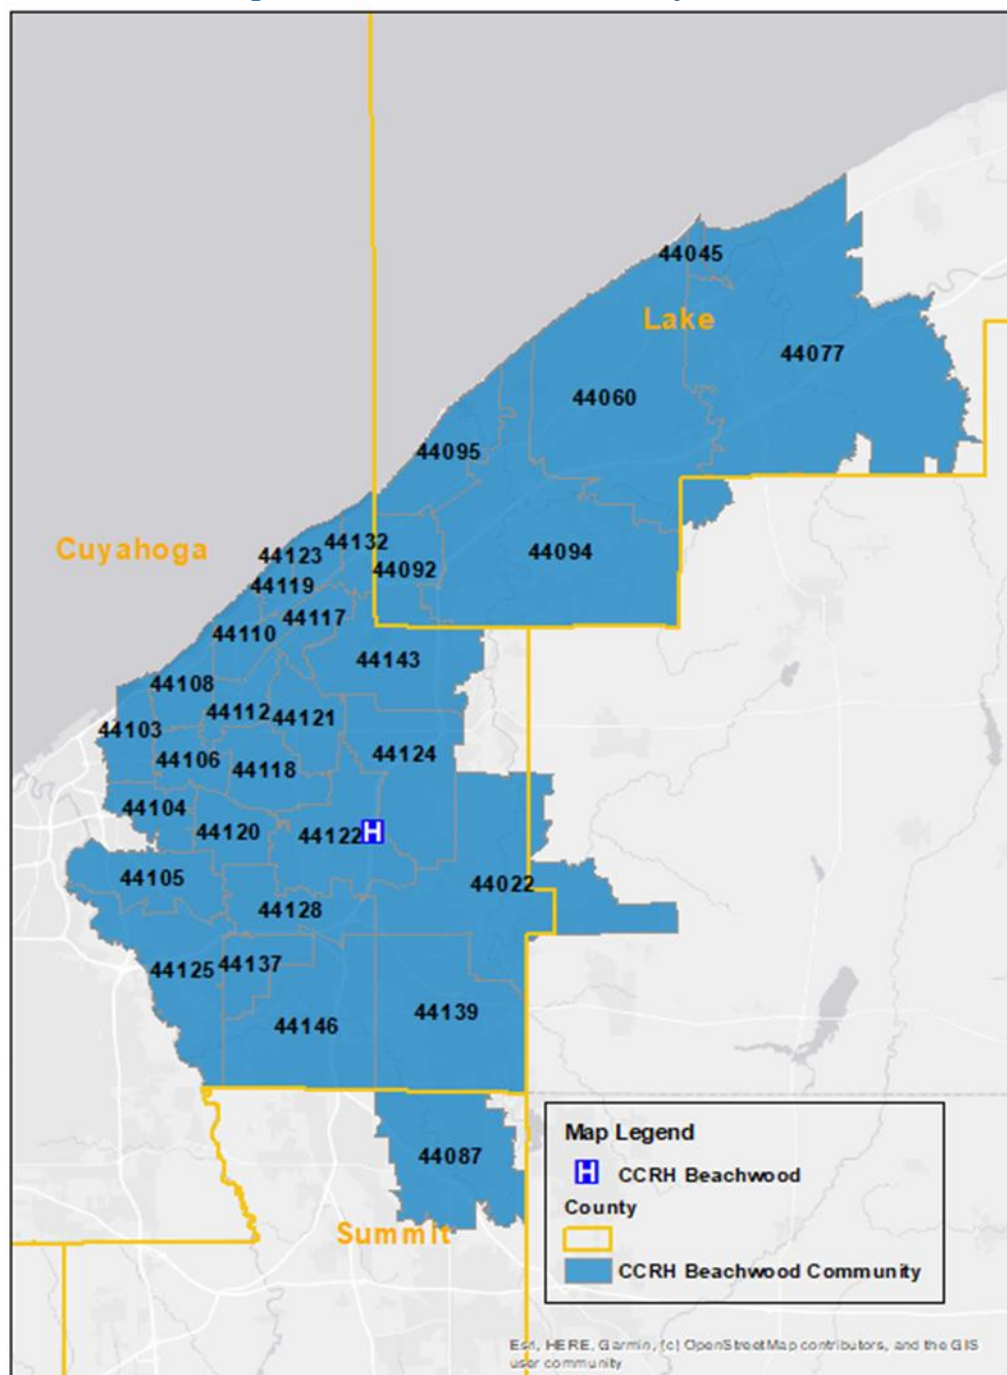 44045
Lake
44077
44060
44095
44132
Cuyahoga
44123
44092
44094
44119
44117
44110
44143
44108
44112
44121
44103
44124
44106
44118
44104
44120
44122 H
44105
44022
44128
44137
44125
44139
44146
44087
Summit
Map Legend
H CCRH Beachwood
County
CCRH Beachwood Community
Esri, HERE, Garmin, (c) OpenStreetMap contributors, and the GIS
user community